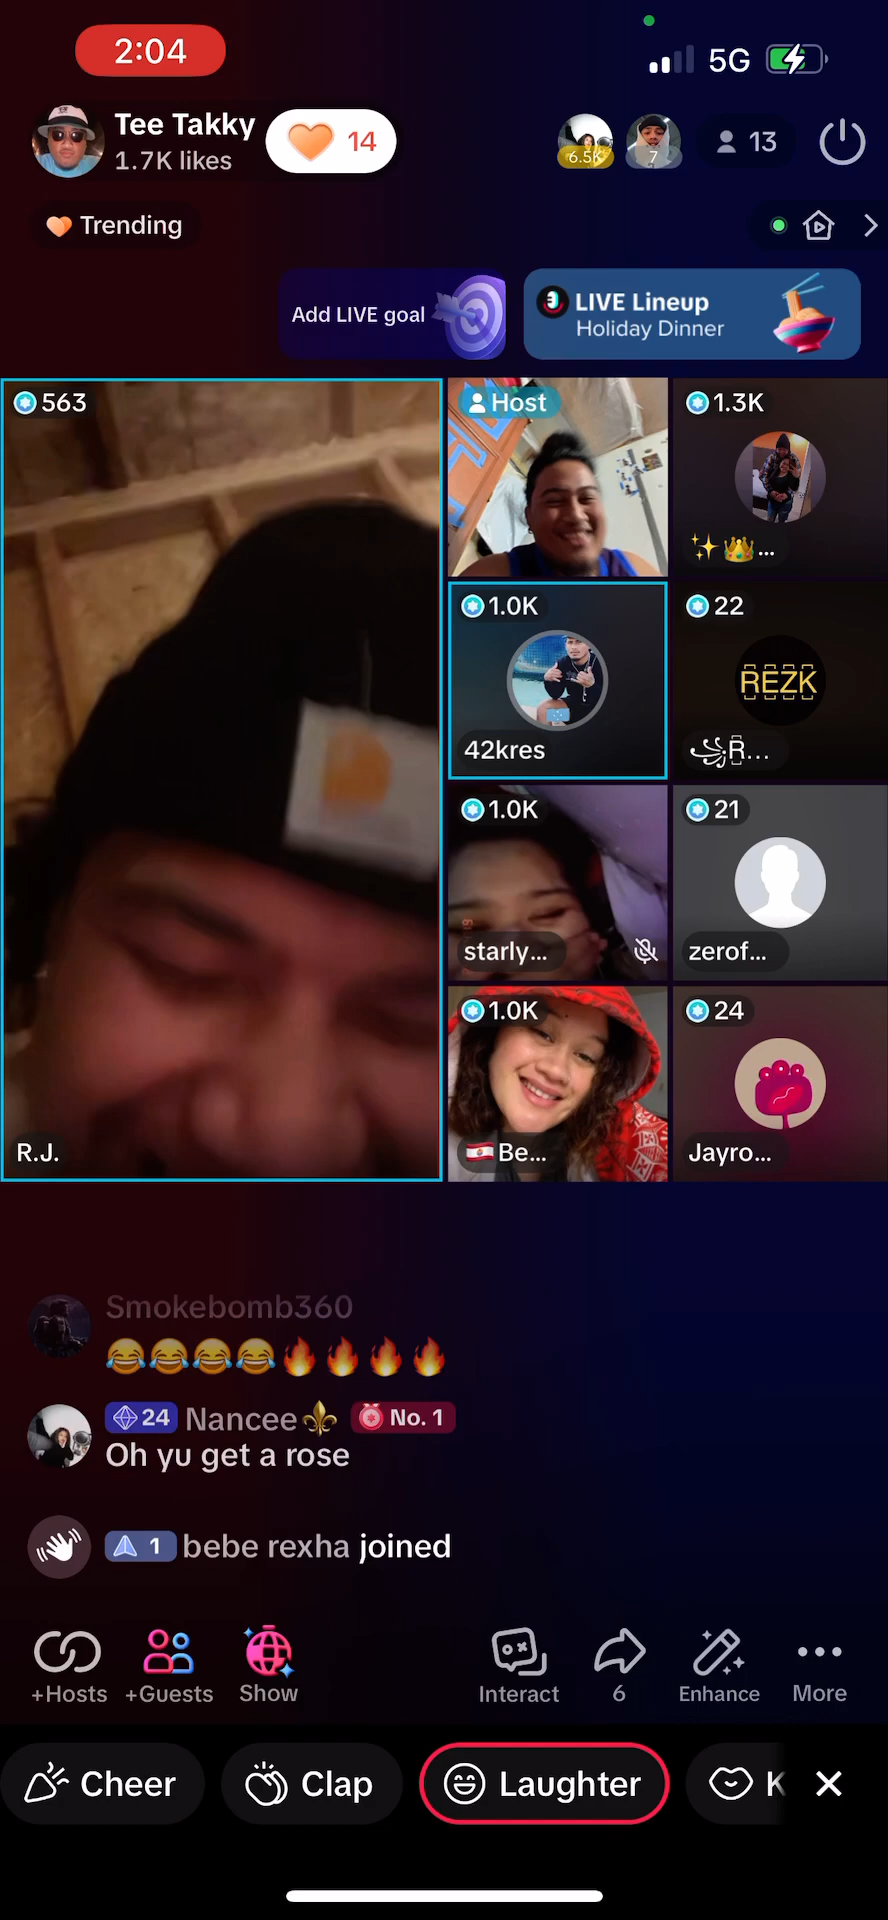 2:04
5G
Tee Takky
1.7K likes
14
6.5K
7
13
Trending
Add LIVE goal
LIVE Lineup
Holiday Dinner
563
Host
1.3K
✨👑...
1.0K
22
REZK
42kres
꧁R̤̮...
1.0K
21
starly...
zerof...
1.0K
24
R.J.
🇵🇫Be...
Jayro...
Smokebomb360
😂😂😂😂🔥🔥🔥🔥
24 Nancee⚜️ No. 1
Oh yu get a rose
1 bebe rexha joined
+Hosts
+Guests
Show
Interact
6
Enhance
More
Cheer
Clap
Laughter
K